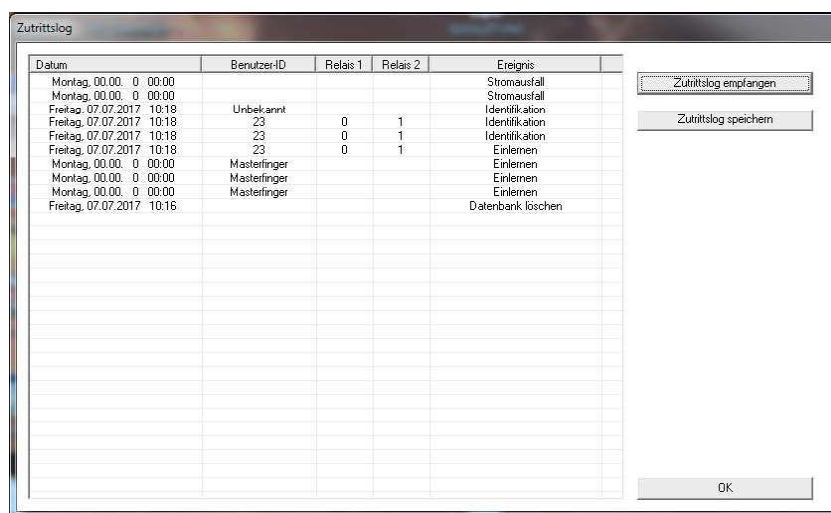 Zutrittslog
Datum Benutzer-ID Relais 1 Relais 2 Ereignis
Montag, 00.00. 0 00:00 Stromausfall
Montag, 00.00. 0 00:00 Stromausfall
Freitag, 07.07.2017 10:18 Unbekannt Identifikation
Freitag, 07.07.2017 10:18 23 0 1 Identifikation
Freitag, 07.07.2017 10:18 23 0 1 Identifikation
Freitag, 07.07.2017 10:18 23 0 1 Einlernen
Montag, 00.00. 0 00:00 Masterfinger Einlernen
Montag, 00.00. 0 00:00 Masterfinger Einlernen
Montag, 00.00. 0 00:00 Masterfinger Einlernen
Freitag, 07.07.2017 10:16 Datenbank löschen
Zutrittslog empfangen
Zutrittslog speichern
OK